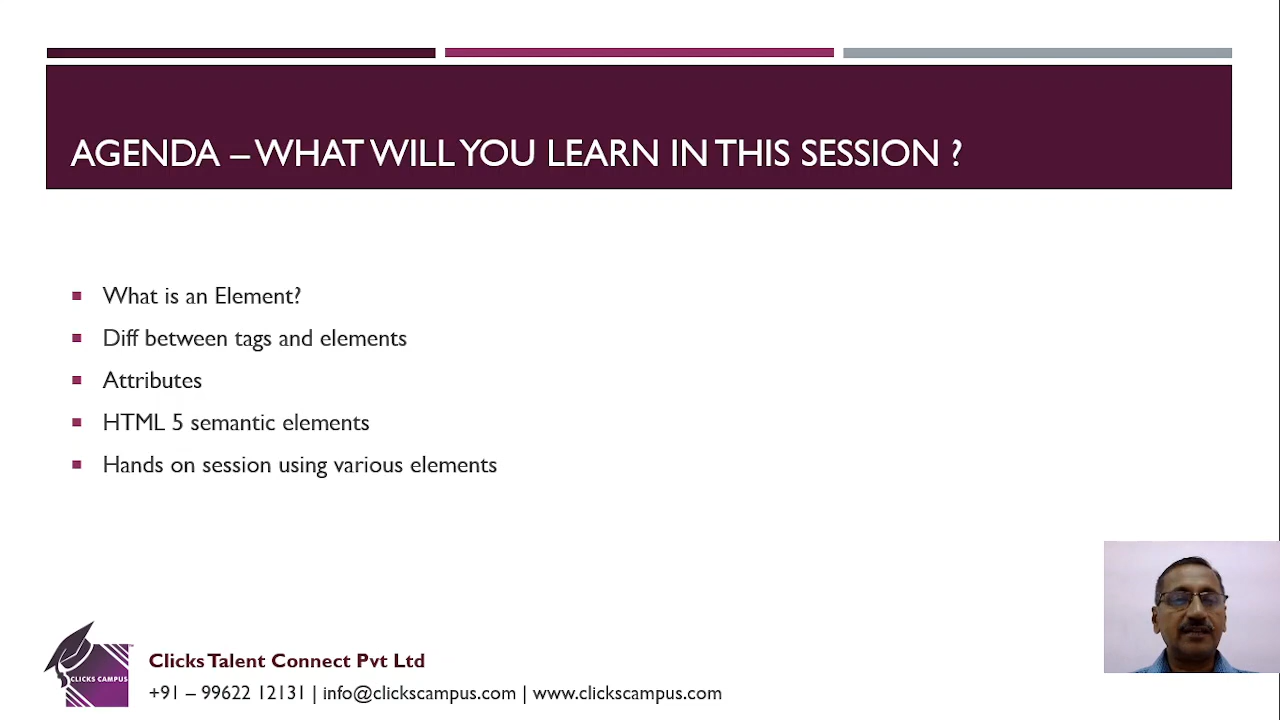 AGENDA – WHAT WILL YOU LEARN IN THIS SESSION ?
What is an Element?
Diff between tags and elements
Attributes
HTML 5 semantic elements
Hands on session using various elements
CLICKS CAMPUS
Clicks Talent Connect Pvt Ltd
+91 – 99622 12131 | info@clickscampus.com | www.clickscampus.com